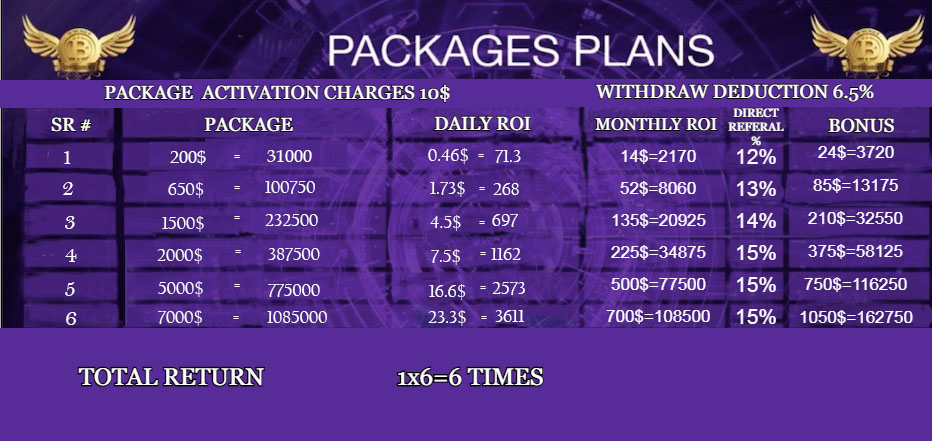 PACKAGES PLANS
PACKAGE ACTIVATION CHARGES 10$ WITHDRAW DEDUCTION 6.5%
SR # PACKAGE DAILY ROI MONTHLY ROI DIRECT REFERAL % BONUS
1 200$ = 31000 0.46$ = 71.3 14$=2170 12% 24$=3720
2 650$ = 100750 1.73$ = 268 52$=8060 13% 85$=13175
3 1500$ = 232500 4.5$ = 697 135$=20925 14% 210$=32550
4 2000$ = 387500 7.5$ = 1162 225$=34875 15% 375$=58125
5 5000$ = 775000 16.6$ = 2573 500$=77500 15% 750$=116250
6 7000$ = 1085000 23.3$ = 3611 700$=108500 15% 1050$=162750
TOTAL RETURN 1x6=6 TIMES